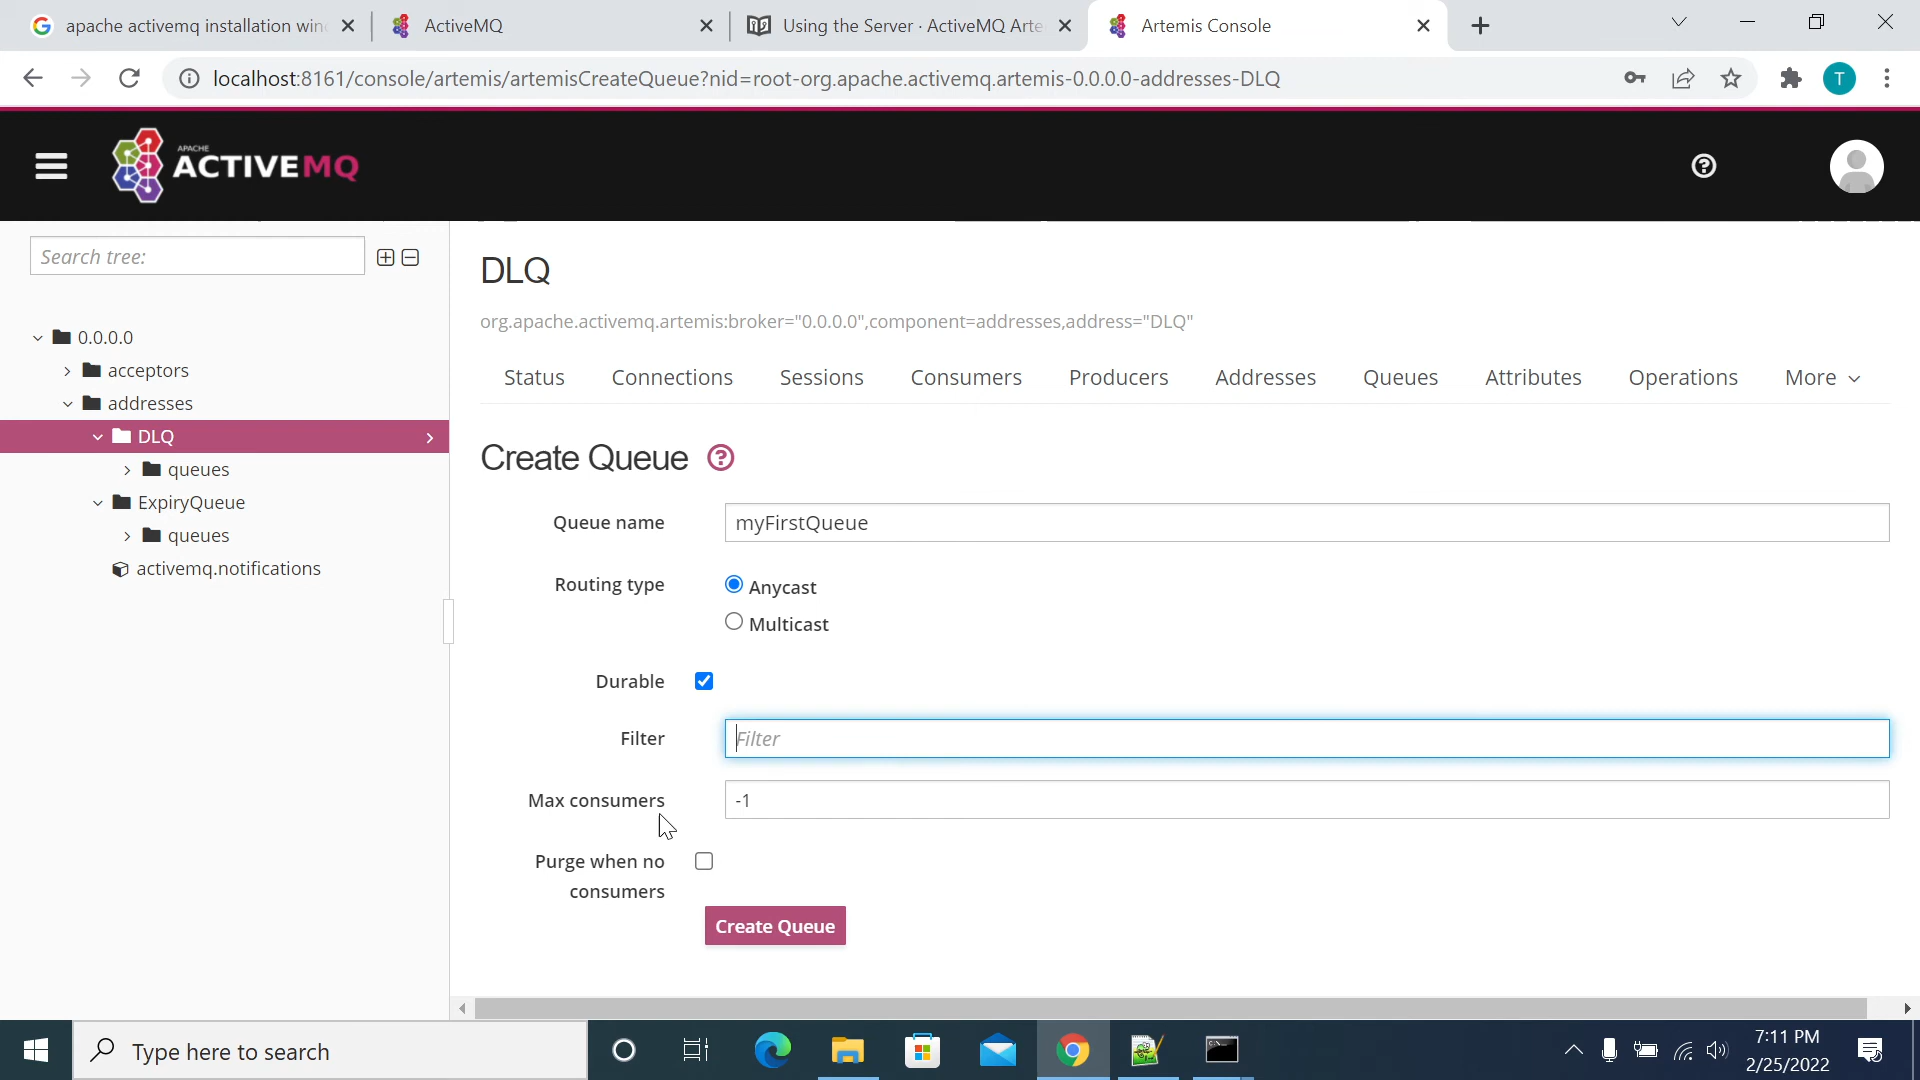 apache activemq installation win
ActiveMQ
Using the Server · ActiveMQ Arte
Artemis Console
localhost:8161/console/artemis/artemisCreateQueue?nid=root-org.apache.activemq.artemis-0.0.0.0-addresses-DLQ
T
APACHE
ACTIVEMQ
Search tree:
0.0.0.0
acceptors
addresses
DLQ
queues
ExpiryQueue
queues
activemq.notifications
DLQ
org.apache.activemq.artemis:broker="0.0.0.0",component=addresses,address="DLQ"
Status Connections Sessions Consumers Producers Addresses Queues Attributes Operations More
Create Queue
Queue name myFirstQueue
Routing type Anycast
Multicast
Durable
Filter Filter
Max consumers -1
Purge when no
consumers
Create Queue
Type here to search
7:11 PM
2/25/2022